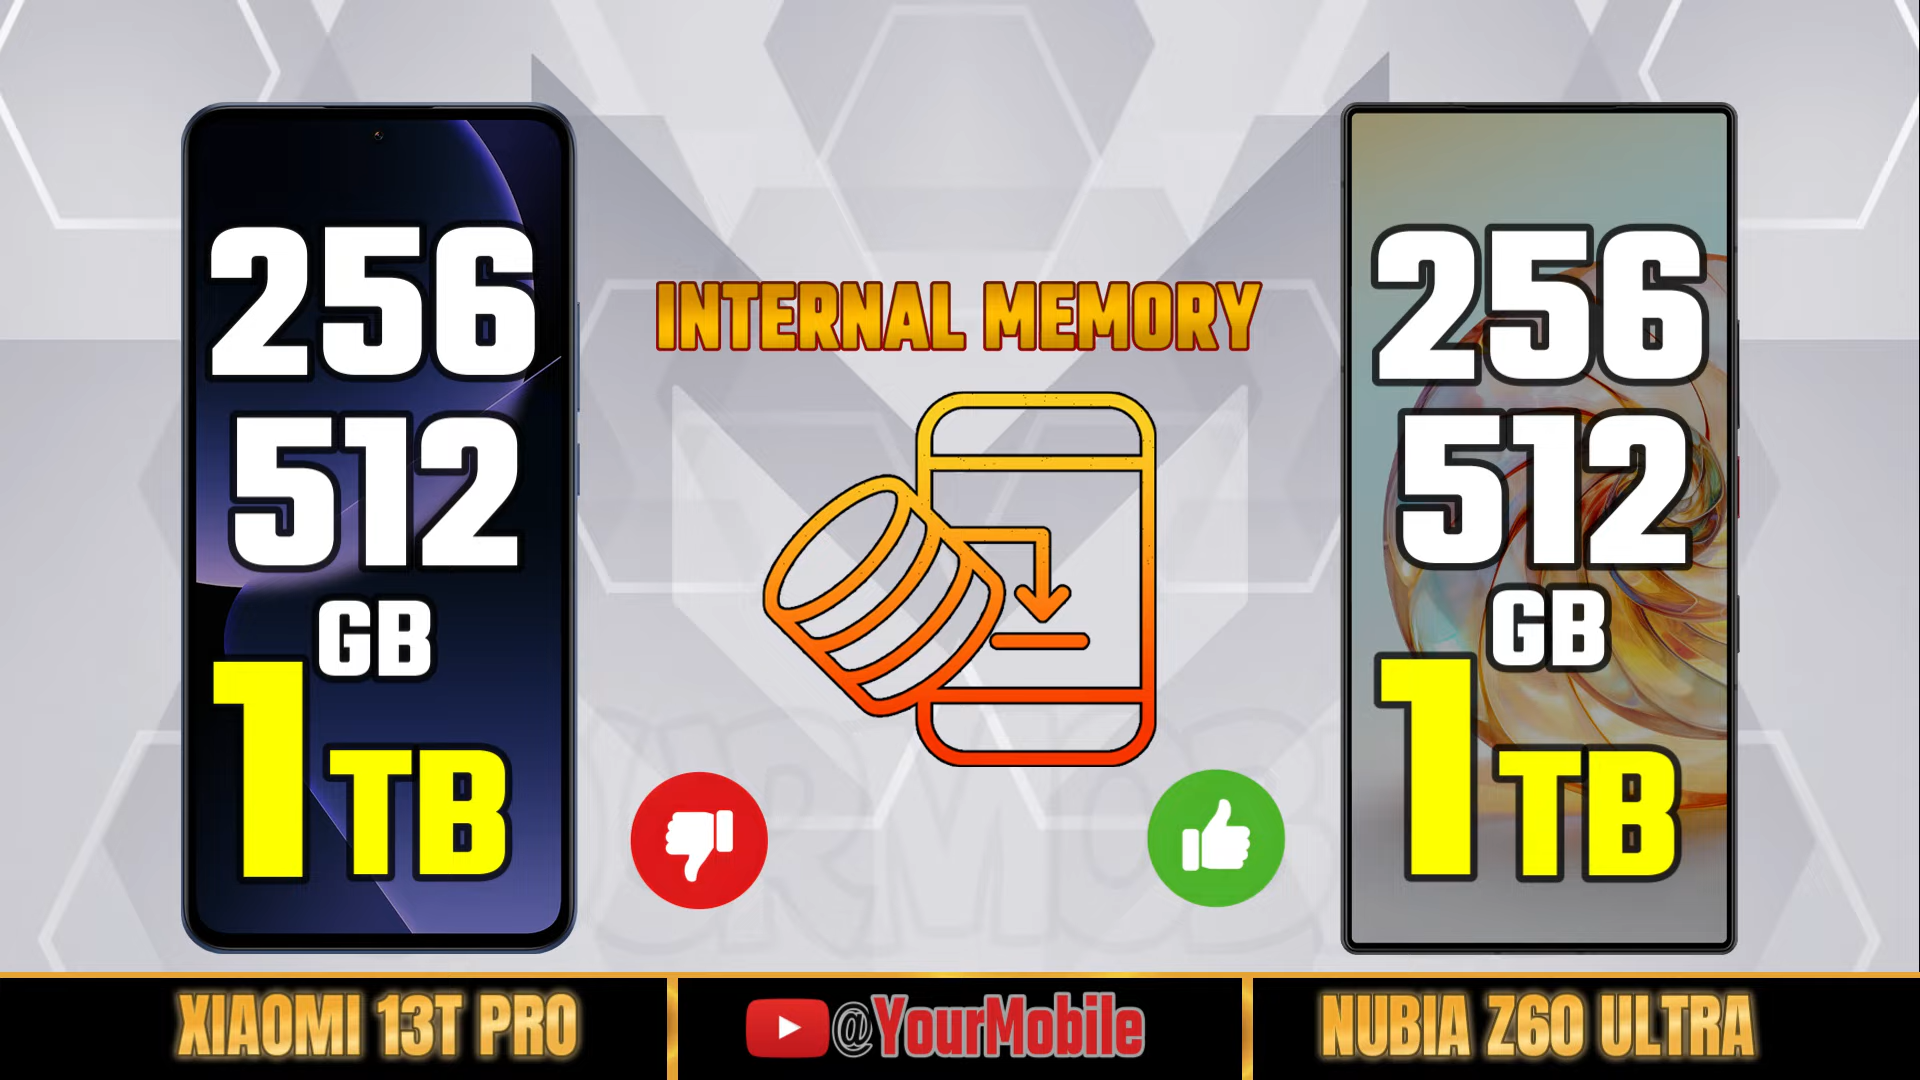 INTERNAL MEMORY
256
512
GB
1TB
256
512
GB
1TB
XIAOMI 13T PRO
@YourMobile
NUBIA Z60 ULTRA